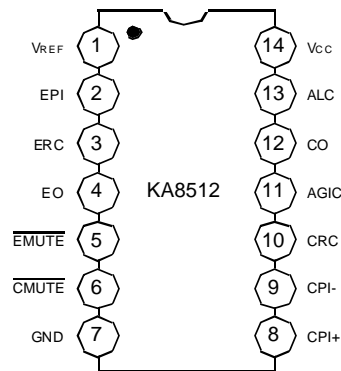 VREF 1 14 VCC
EPI 2 13 ALC
ERC 3 12 CO
EO 4 KA8512 11 AGIC
EMUTE 5 10 CRC
CMUTE 6 9 CPI-
GND 7 8 CPI+